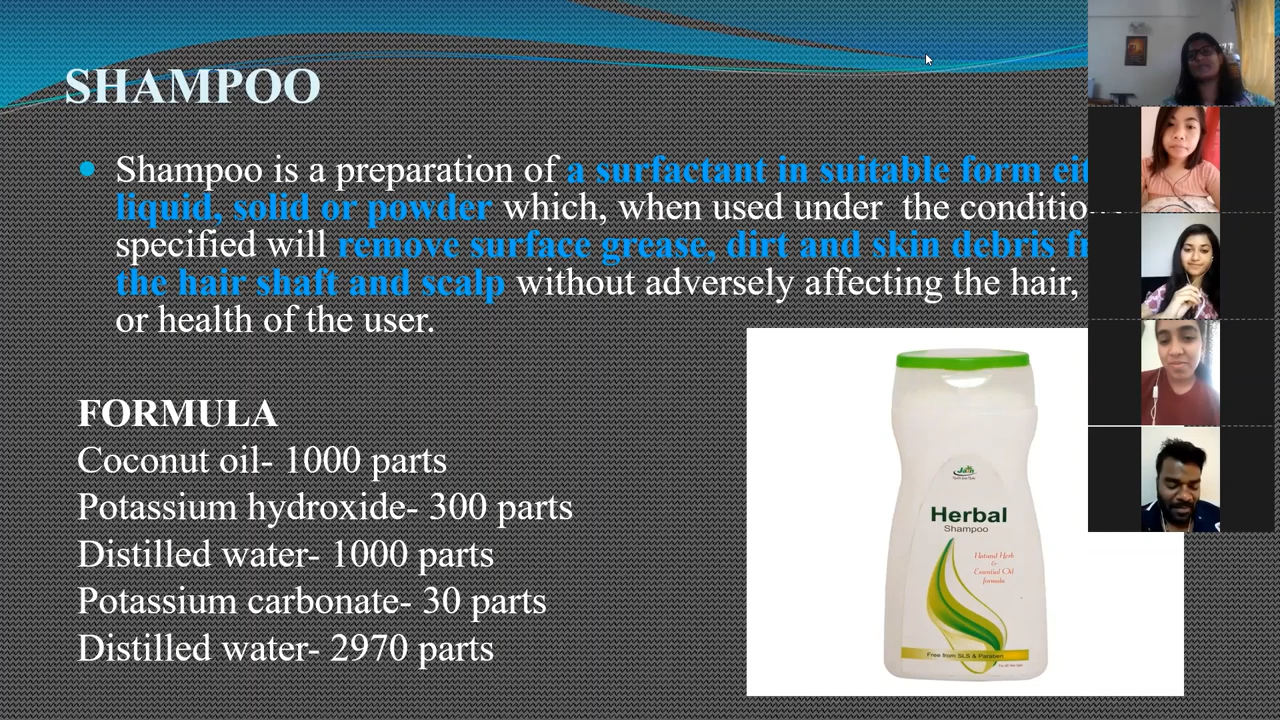 SHAMPOO
Shampoo is a preparation of a surfactant in suitable form
liquid, solid or powder which, when used under the
specified will remove surface grease, dirt and skin debris
the hair shaft and scalp without adversely affecting the hair,
or health of the user.
FORMULA
Coconut oil- 1000 parts
Potassium hydroxide- 300 parts
Distilled water- 1000 parts
Potassium carbonate- 30 parts
Distilled water- 2970 parts
Herbal
Shampoo
Natural Herb
&
Essential Oil
formula
Free from SLS & Paraben